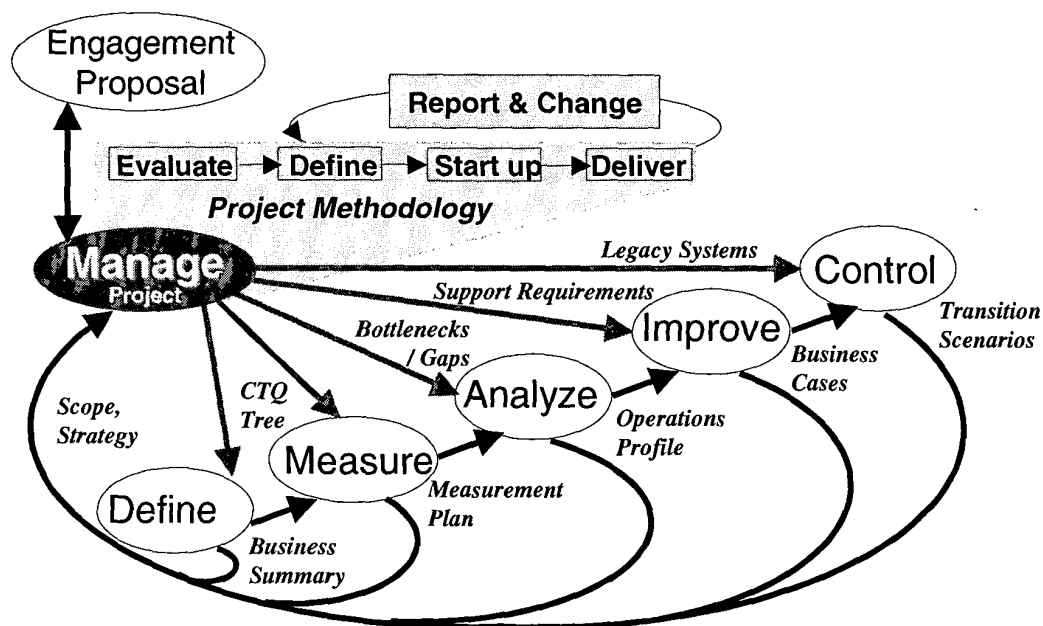 Engagement
Proposal
Report & Change
Evaluate
Define
Start up
Deliver
Project Methodology
Manage
Project
Legacy Systems
Control
Support Requirements
Improve
Transition
Scenarios
Bottlenecks
/ Gaps
Business
Cases
Analyze
CTQ
Tree
Operations
Profile
Scope,
Strategy
Measure
Measurement
Plan
Define
Business
Summary